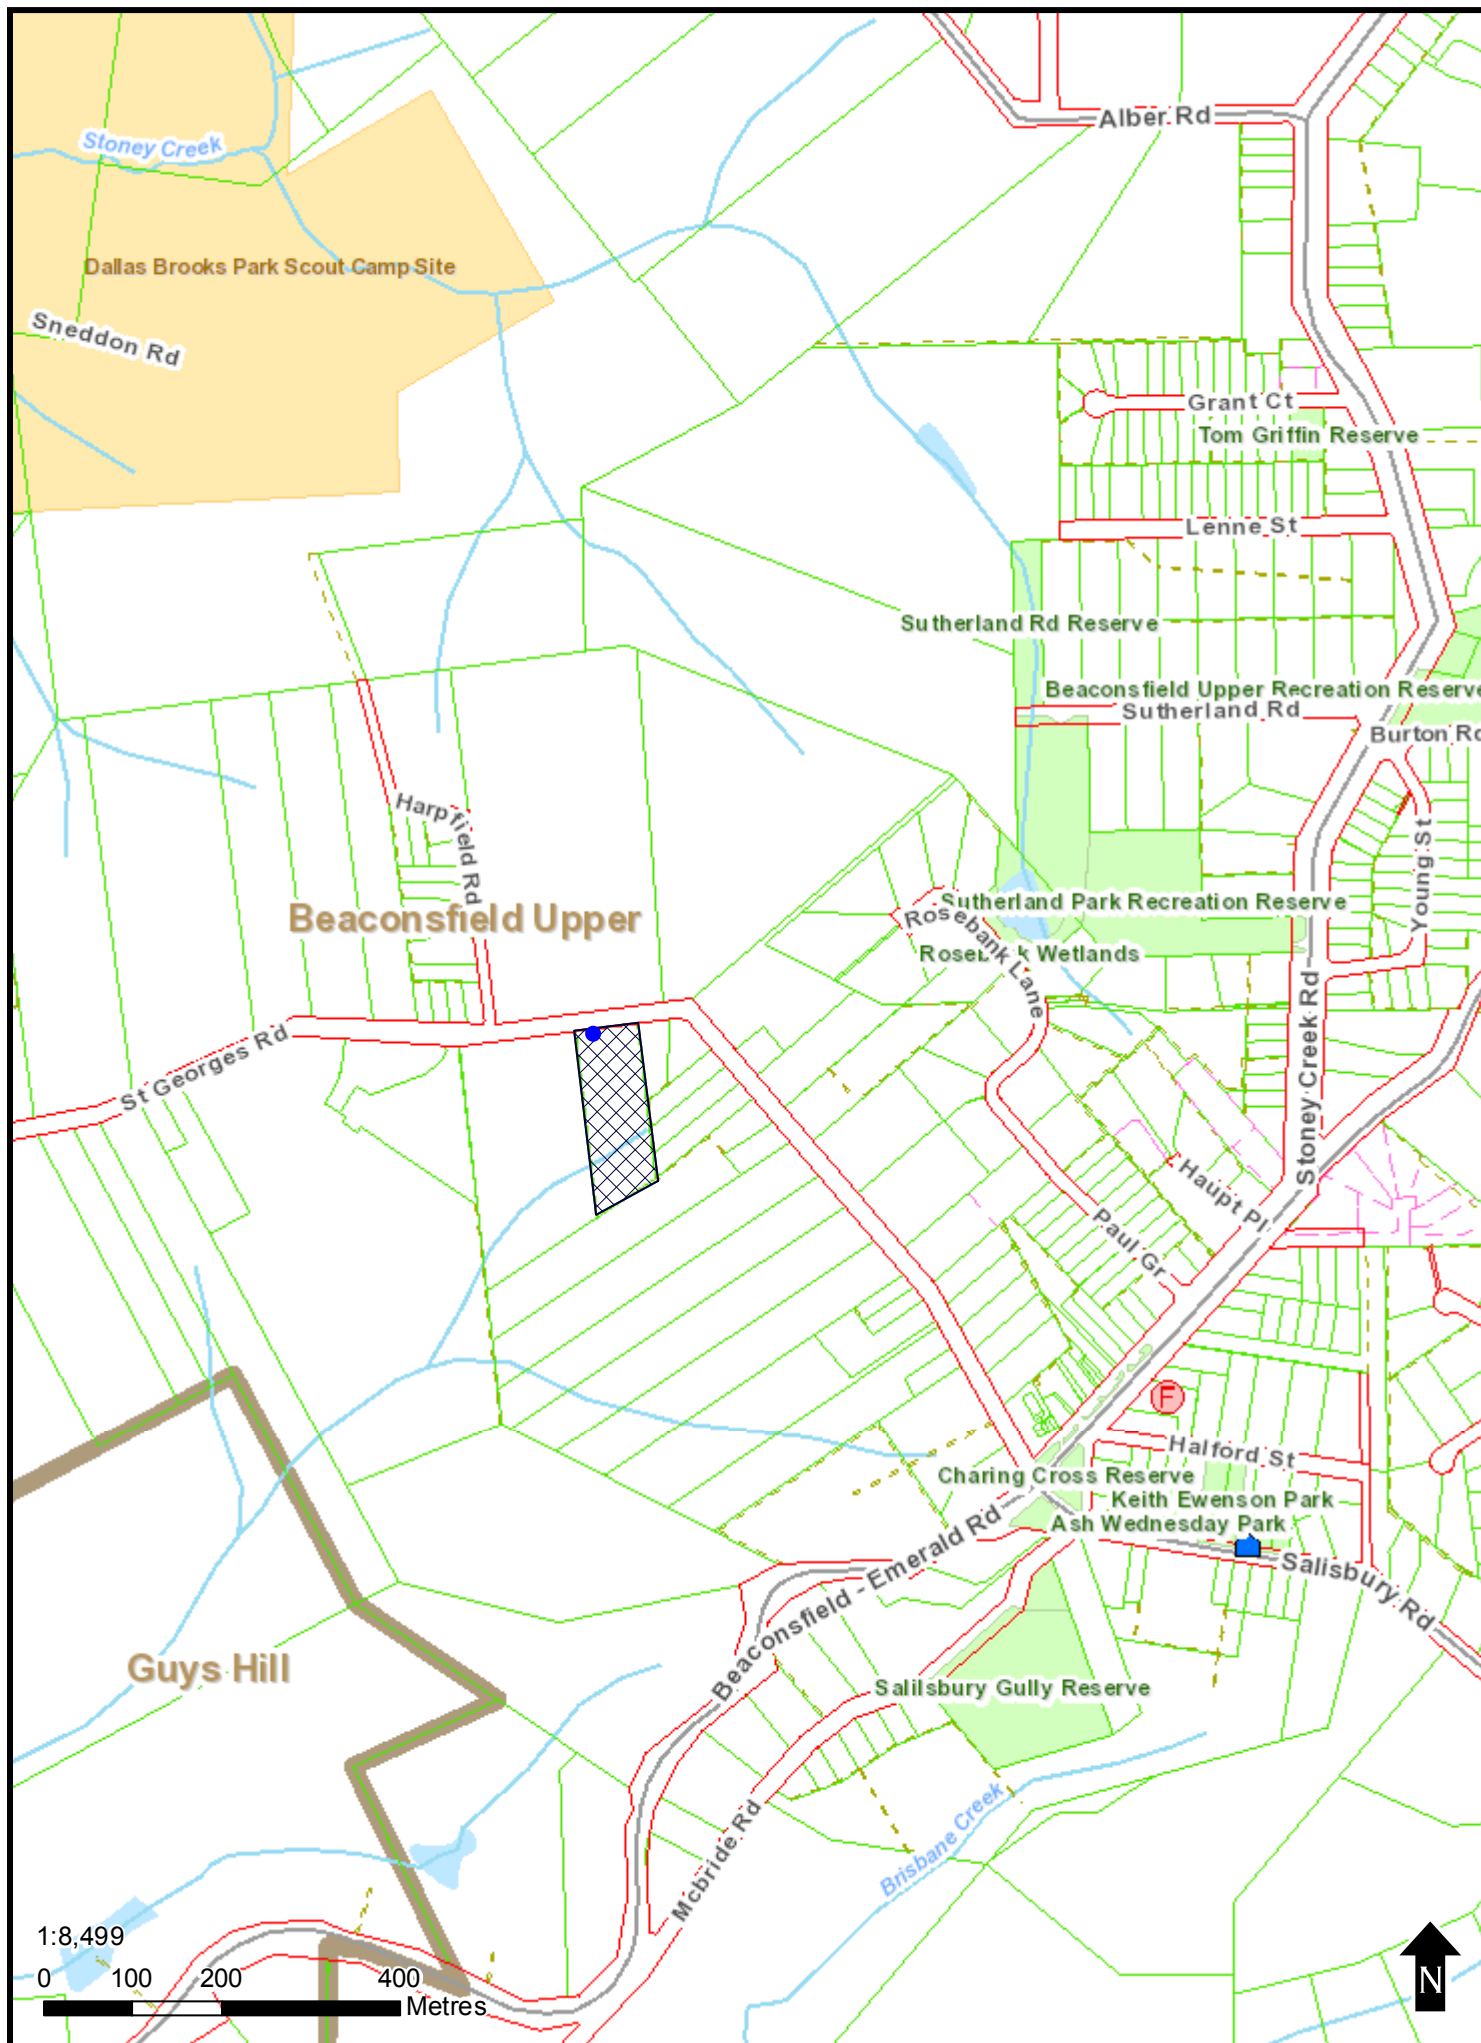 Alber Rd
Stoney Creek
Dallas Brooks Park Scout Camp Site
Sneddon Rd
Grant Ct
Tom Griffin Reserve
Lenne St
Sutherland Rd Reserve
Beaconsfield Upper Recreation Reserve
Sutherland Rd
Burton Rd
Harpfield Rd
Young St
Beaconsfield Upper
Sutherland Park Recreation Reserve
Rosebank Lane
Wetlands
St Georges Rd
Stoney Creek Rd
Haupt Pl
Paul Gr
F
Halford St
Charing Cross Reserve
Keith Ewenson Park
Ash Wednesday Park
Beaconsfield - Emerald Rd
Salisbury Rd
Guys Hill
Salilsbury Gully Reserve
Mcbride Rd
Brisbane Creek
1:8,499
0 100 200 400
Metres
N